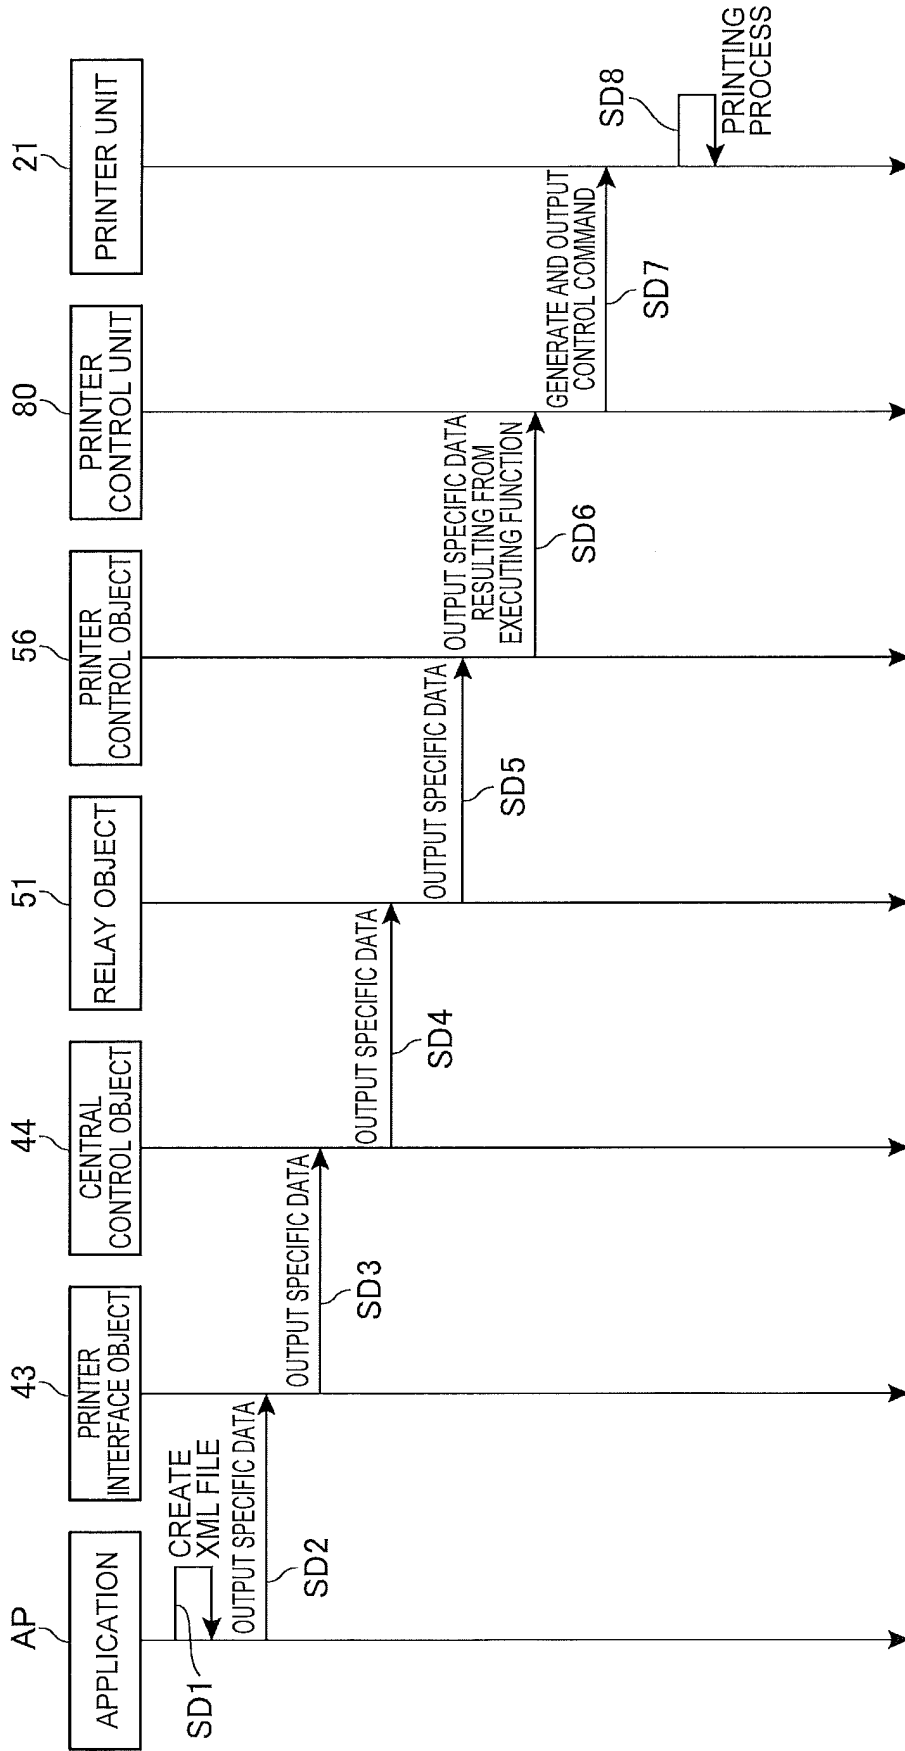 AP
43
44
51
56
80
21
APPLICATION
PRINTER
INTERFACE OBJECT
CENTRAL
CONTROL OBJECT
RELAY OBJECT
PRINTER
CONTROL OBJECT
PRINTER
CONTROL UNIT
PRINTER UNIT
SD1
CREATE
XML FILE
OUTPUT SPECIFIC DATA
SD2
OUTPUT SPECIFIC DATA
SD3
OUTPUT SPECIFIC DATA
SD4
OUTPUT SPECIFIC DATA
SD5
OUTPUT SPECIFIC DATA
RESULTING FROM
EXECUTING FUNCTION
SD6
GENERATE AND OUTPUT
CONTROL COMMAND
SD7
SD8
PRINTING
PROCESS